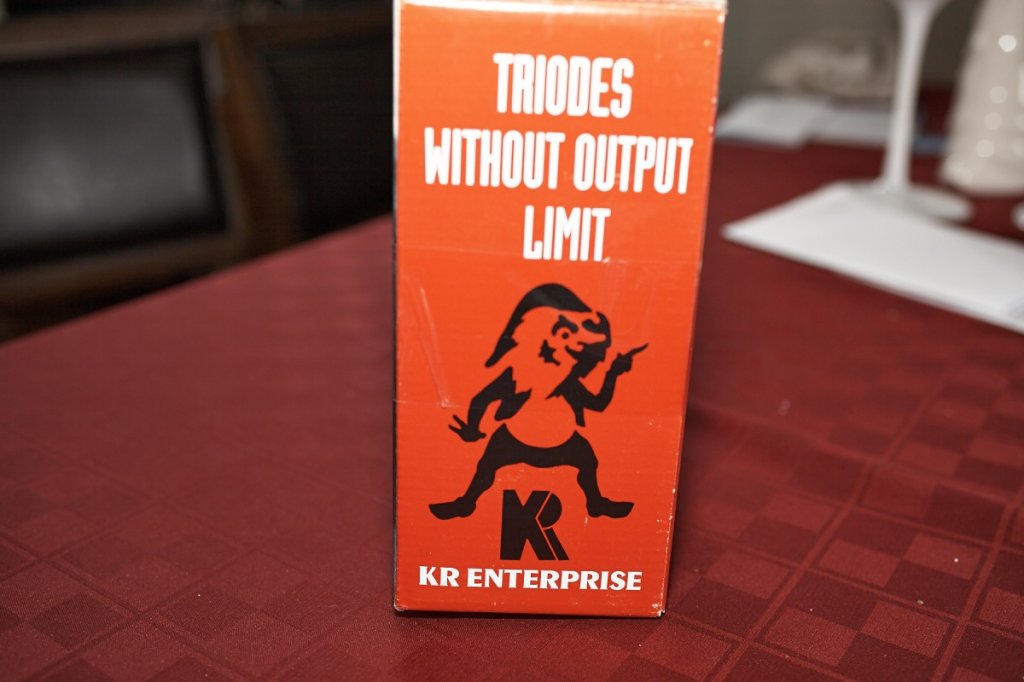 TRIODES
WITHOUT OUTPUT
LIMIT
KR
KR ENTERPRISE